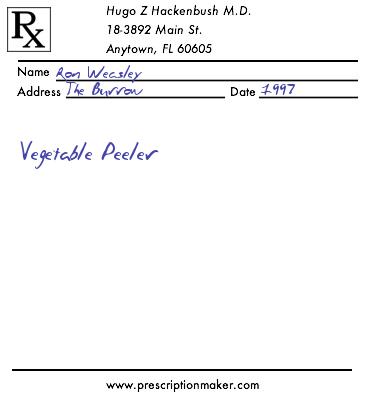 Rx
Hugo Z Hackenbush M.D.
18-3892 Main St.
Anytown, FL 60605
Name Ron Weasley
Address The Burrow Date 1997
Vegetable Peeler
www.prescriptionmaker.com